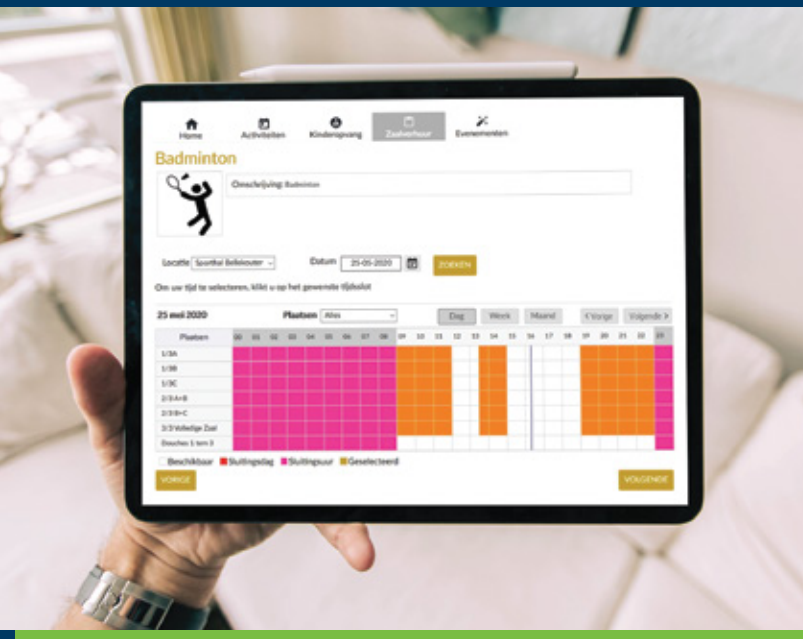 Home Activiteiten Kinderopvang Zaalverhuur Evenementen
Badminton
Omschrijving: Badminton
Locatie Sporthal Bellekouter Datum 25-05-2020 ZOEKEN
Om uw tijd te selecteren, klikt u op het gewenste tijdslot
25 mei 2020 Plaatsen Alles Dag Week Maand < Vorige Volgende >
Plaatsen 00 01 02 03 04 05 06 07 08 09 10 11 12 13 14 15 16 17 18 19 20 21 22 23
1/3A
1/3B
1/3C
2/3 A+B
2/3 B+C
3/3 Volledige Zaal
Douches 1 tem 3
Beschikbaar Sluitingsdag Sluitingsuur Geselecteerd
VORIGE VOLGENDE